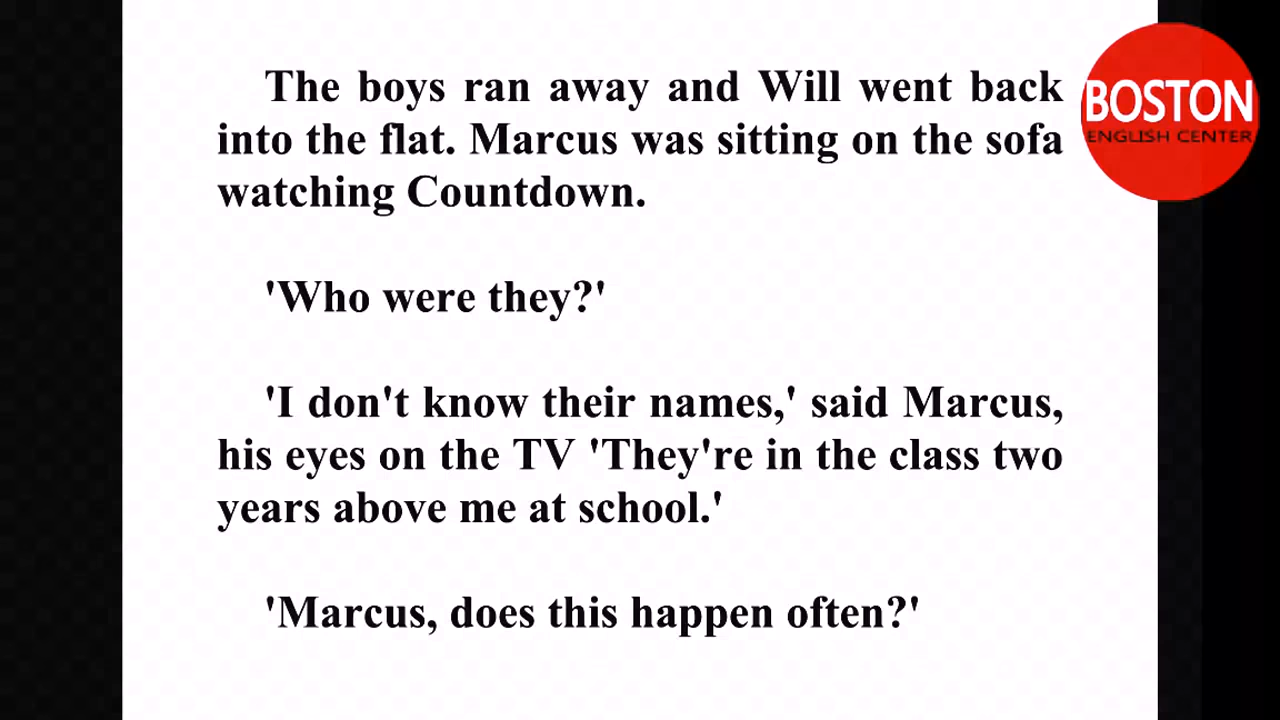 The boys ran away and Will went back
into the flat. Marcus was sitting on the sofa
watching Countdown.
'Who were they?'
'I don't know their names,' said Marcus,
his eyes on the TV 'They're in the class two
years above me at school.'
'Marcus, does this happen often?'
BOSTON
ENGLISH CENTER